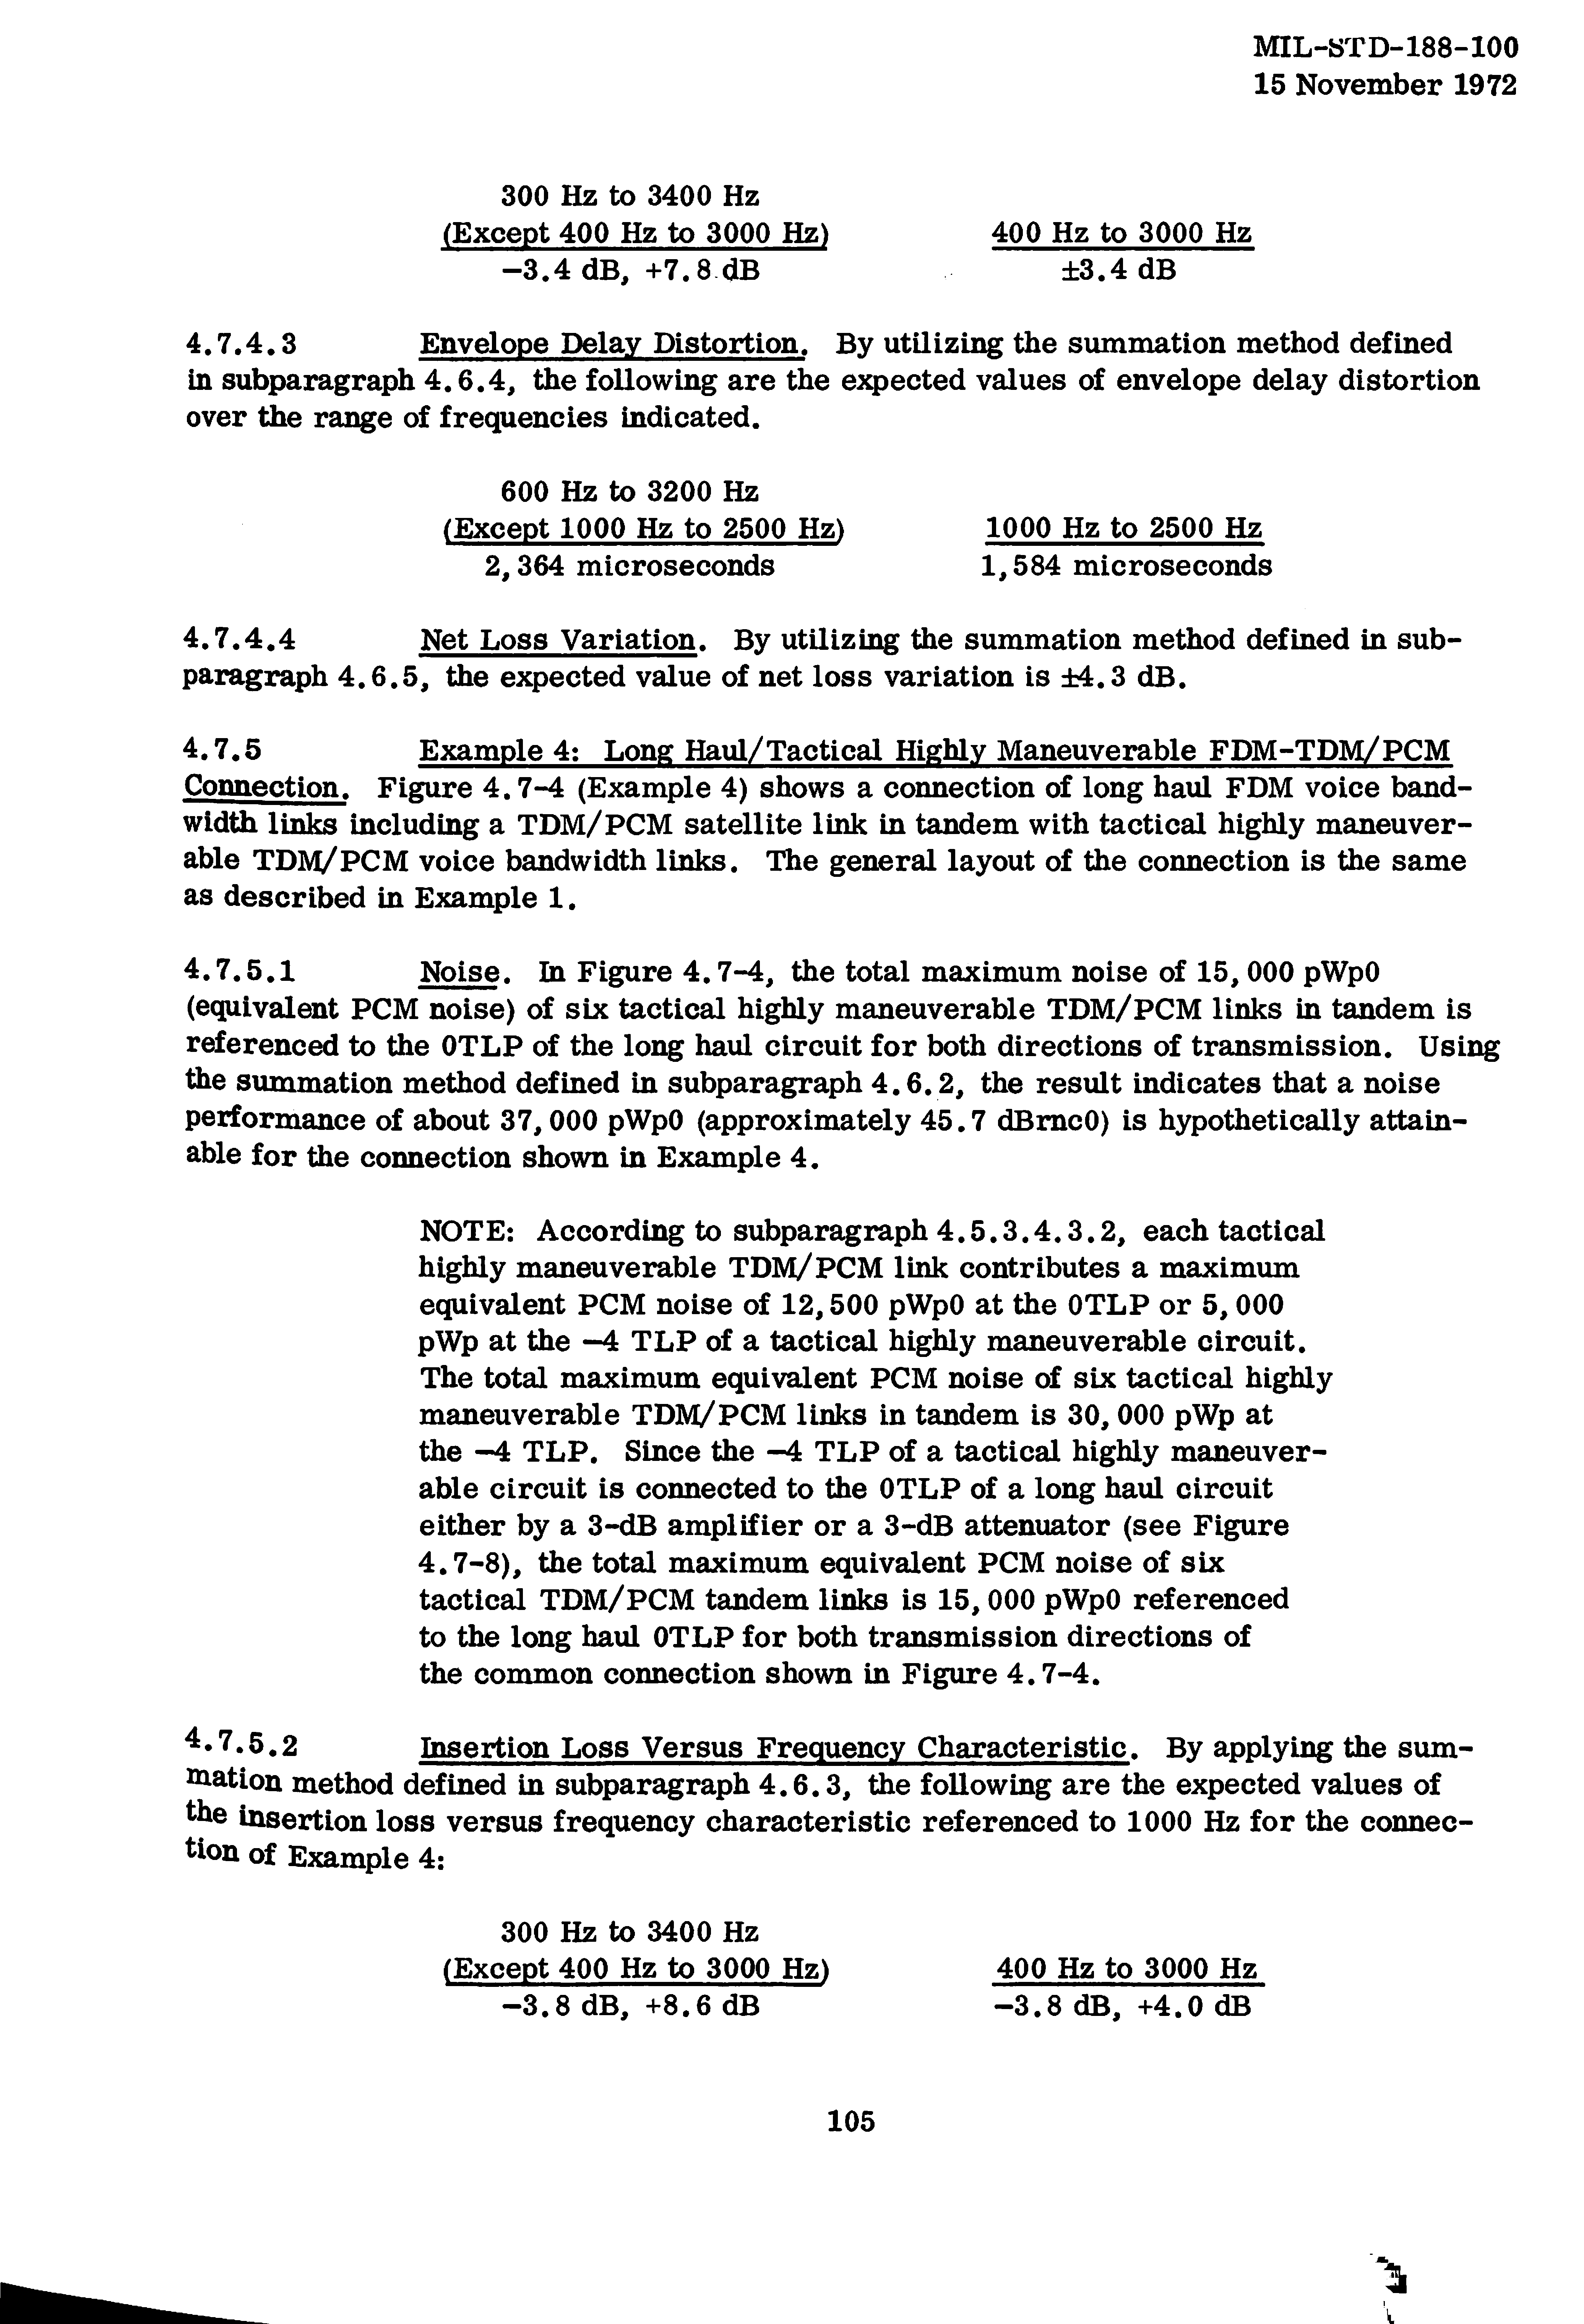 MIL-STD-188-100
15 November 1972
300 Hz to 3400 Hz
(Except 400 Hz to 3000 Hz) 400 Hz to 3000 Hz
−3.4 dB, +7.8 dB ±3.4 dB
4.7.4.3 Envelope Delay Distortion. By utilizing the summation method defined
in subparagraph 4.6.4, the following are the expected values of envelope delay distortion
over the range of frequencies indicated.
600 Hz to 3200 Hz
(Except 1000 Hz to 2500 Hz) 1000 Hz to 2500 Hz
2,364 microseconds 1,584 microseconds
4.7.4.4 Net Loss Variation. By utilizing the summation method defined in sub-
paragraph 4.6.5, the expected value of net loss variation is ±4.3 dB.
4.7.5 Example 4: Long Haul/Tactical Highly Maneuverable FDM-TDM/PCM
Connection. Figure 4.7-4 (Example 4) shows a connection of long haul FDM voice band-
width links including a TDM/PCM satellite link in tandem with tactical highly maneuver-
able TDM/PCM voice bandwidth links. The general layout of the connection is the same
as described in Example 1.
4.7.5.1 Noise. In Figure 4.7-4, the total maximum noise of 15,000 pWp0
(equivalent PCM noise) of six tactical highly maneuverable TDM/PCM links in tandem is
referenced to the 0TLP of the long haul circuit for both directions of transmission. Using
the summation method defined in subparagraph 4.6.2, the result indicates that a noise
performance of about 37,000 pWp0 (approximately 45.7 dBrnc0) is hypothetically attain-
able for the connection shown in Example 4.
NOTE: According to subparagraph 4.5.3.4.3.2, each tactical
highly maneuverable TDM/PCM link contributes a maximum
equivalent PCM noise of 12,500 pWp0 at the 0TLP or 5,000
pWp at the −4 TLP of a tactical highly maneuverable circuit.
The total maximum equivalent PCM noise of six tactical highly
maneuverable TDM/PCM links in tandem is 30,000 pWp at
the −4 TLP. Since the −4 TLP of a tactical highly maneuver-
able circuit is connected to the 0TLP of a long haul circuit
either by a 3-dB amplifier or a 3-dB attenuator (see Figure
4.7-8), the total maximum equivalent PCM noise of six
tactical TDM/PCM tandem links is 15,000 pWp0 referenced
to the long haul 0TLP for both transmission directions of
the common connection shown in Figure 4.7-4.
4.7.5.2 Insertion Loss Versus Frequency Characteristic. By applying the sum-
mation method defined in subparagraph 4.6.3, the following are the expected values of
the insertion loss versus frequency characteristic referenced to 1000 Hz for the connec-
tion of Example 4:
300 Hz to 3400 Hz
(Except 400 Hz to 3000 Hz) 400 Hz to 3000 Hz
−3.8 dB, +8.6 dB −3.8 dB, +4.0 dB
105